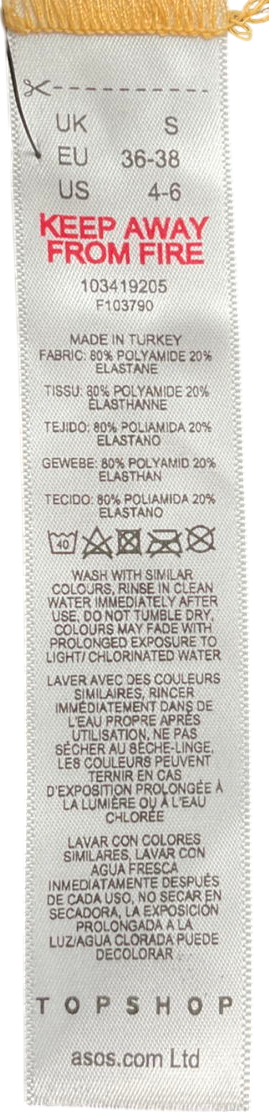 UK S
EU 36-38
US 4-6
KEEP AWAY
FROM FIRE
103419205
F103790
MADE IN TURKEY
FABRIC: 80% POLYAMIDE 20%
ELASTANE
TISSU: 80% POLYAMIDE 20%
ÉLASTHANNE
TEJIDO: 80% POLIAMIDA 20%
ELASTANO
GEWEBE: 80% POLYAMID 20%
ELASTHAN
TECIDO: 80% POLIAMIDA 20%
ELASTANO
40
WASH WITH SIMILAR
COLOURS, RINSE IN CLEAN
WATER IMMEDIATELY AFTER
USE, DO NOT TUMBLE DRY,
COLOURS MAY FADE WITH
PROLONGED EXPOSURE TO
LIGHT/ CHLORINATED WATER
LAVER AVEC DES COULEURS
SIMILAIRES, RINCER
IMMÉDIATEMENT DANS DE
L'EAU PROPRE APRÈS
UTILISATION, NE PAS
SÉCHER AU SÈCHE-LINGE,
LES COULEURS PEUVENT
TERNIR EN CAS
D'EXPOSITION PROLONGÉE À
LA LUMIÈRE OU À L'EAU
CHLORÉE
LAVAR CON COLORES
SIMILARES, LAVAR CON
AGUA FRESCA
INMEDIATAMENTE DESPUÉS
DE CADA USO, NO SECAR EN
SECADORA, LA EXPOSICIÓN
PROLONGADA A LA
LUZ/AGUA CLORADA PUEDE
DECOLORAR
TOPSHOP
asos.com Ltd